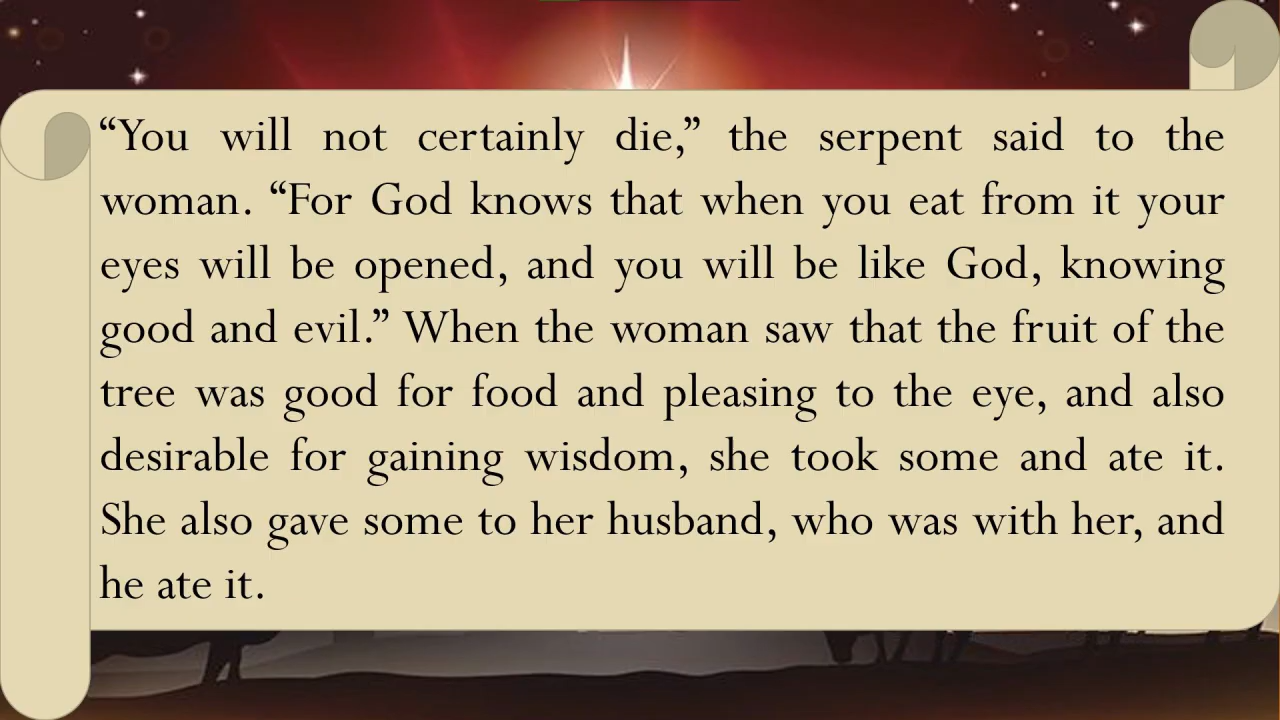 “You will not certainly die,” the serpent said to the
woman. “For God knows that when you eat from it your
eyes will be opened, and you will be like God, knowing
good and evil.” When the woman saw that the fruit of the
tree was good for food and pleasing to the eye, and also
desirable for gaining wisdom, she took some and ate it.
She also gave some to her husband, who was with her, and
he ate it.